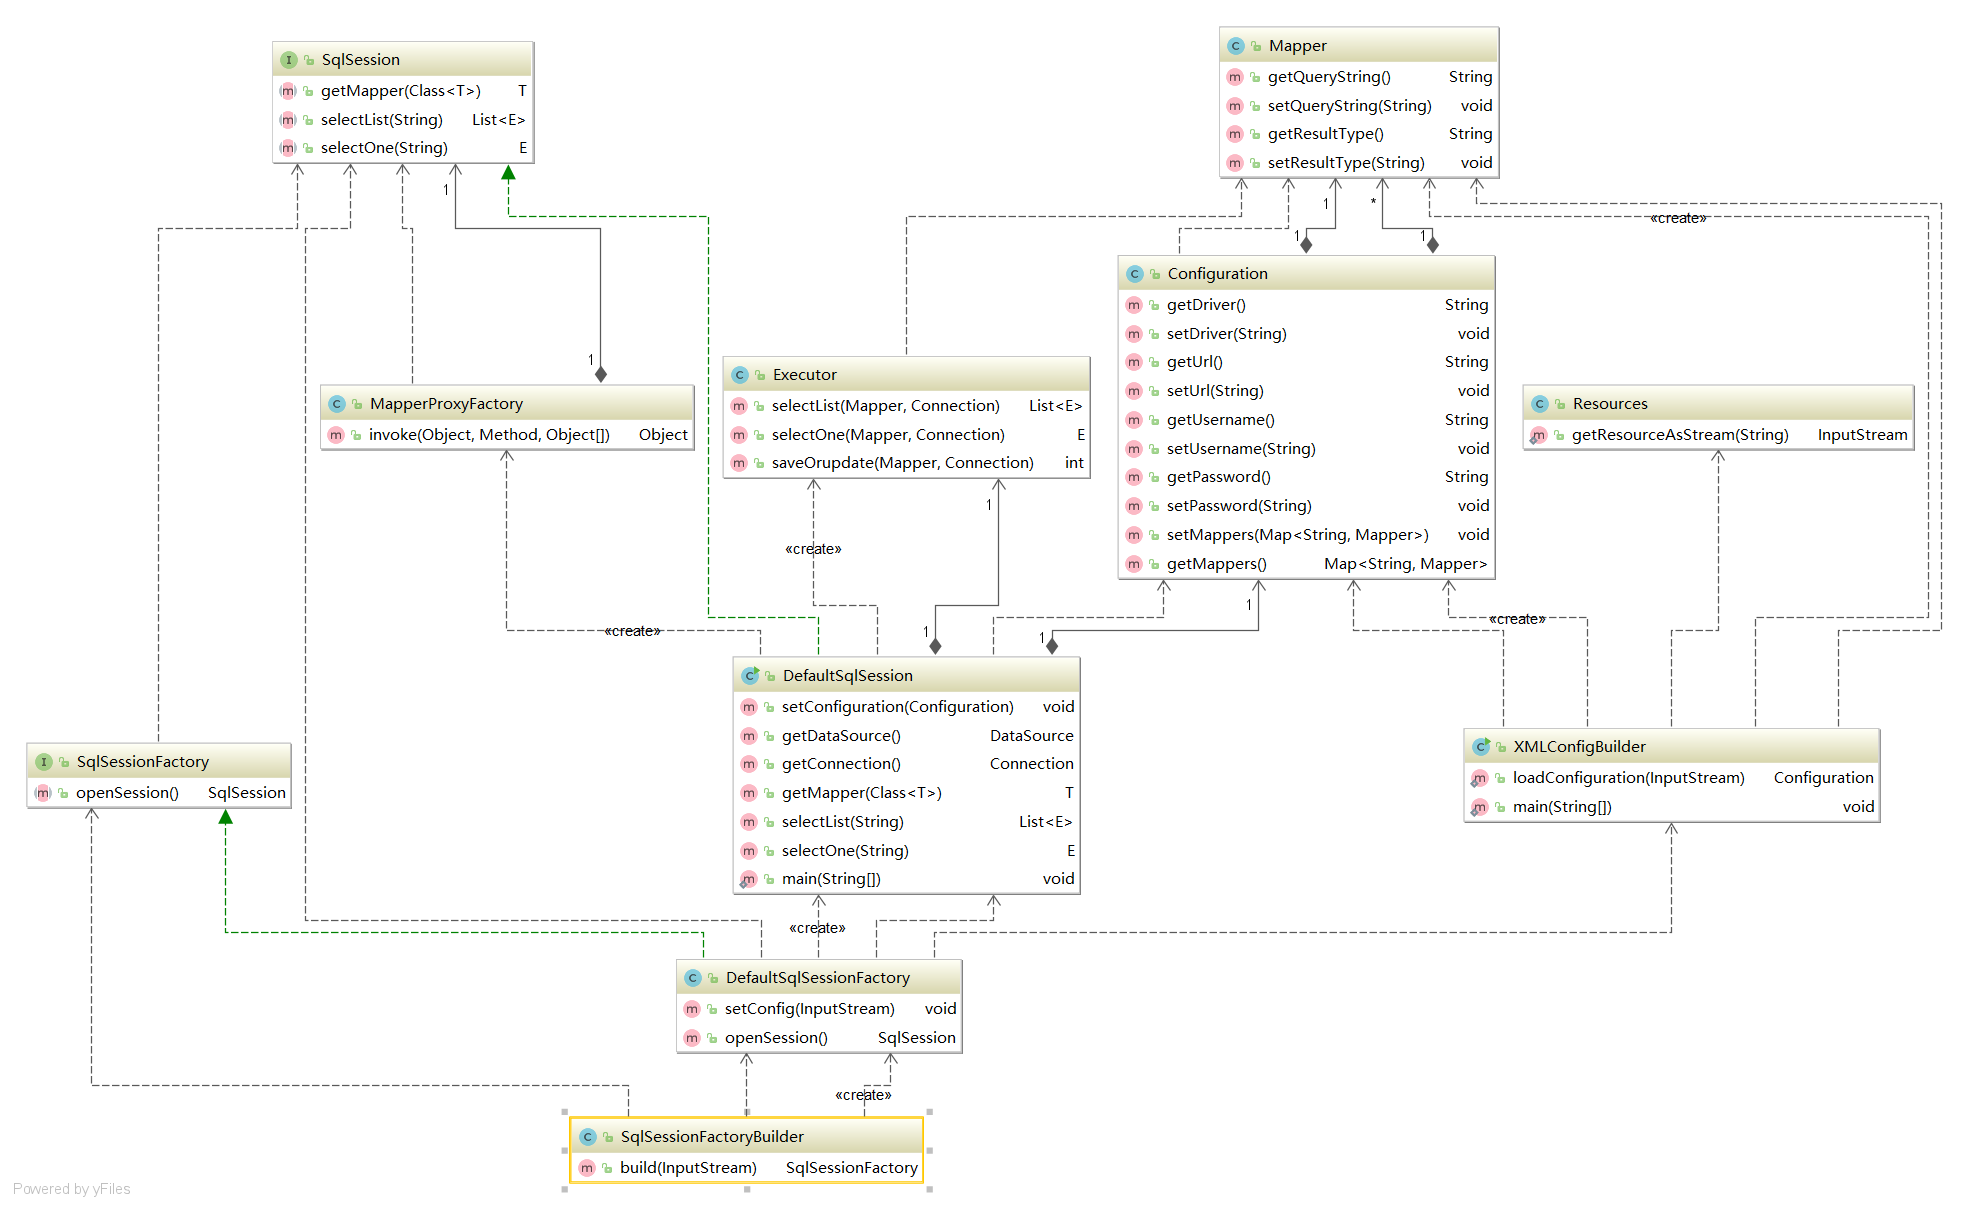 I SqlSession
m getMapper(Class<T>) T
m selectList(String) List<E>
m selectOne(String) E
C Mapper
m getQueryString() String
m setQueryString(String) void
m getResultType() String
m setResultType(String) void
1
1
1
*
1
1
«create»
C Configuration
m getDriver() String
m setDriver(String) void
m getUrl() String
m setUrl(String) void
m getUsername() String
m setUsername(String) void
m getPassword() String
m setPassword(String) void
m setMappers(Map<String, Mapper>) void
m getMappers() Map<String, Mapper>
C MapperProxyFactory
m invoke(Object, Method, Object[]) Object
C Executor
m selectList(Mapper, Connection) List<E>
m selectOne(Mapper, Connection) E
m saveOrupdate(Mapper, Connection) int
C Resources
m getResourceAsStream(String) InputStream
1
«create»
1
«create»
«create»
1
1
C DefaultSqlSession
m setConfiguration(Configuration) void
m getDataSource() DataSource
m getConnection() Connection
m getMapper(Class<T>) T
m selectList(String) List<E>
m selectOne(String) E
m main(String[]) void
I SqlSessionFactory
m openSession() SqlSession
C XMLConfigBuilder
m loadConfiguration(InputStream) Configuration
m main(String[]) void
«create»
C DefaultSqlSessionFactory
m setConfig(InputStream) void
m openSession() SqlSession
«create»
C SqlSessionFactoryBuilder
m build(InputStream) SqlSessionFactory
Powered by yFiles